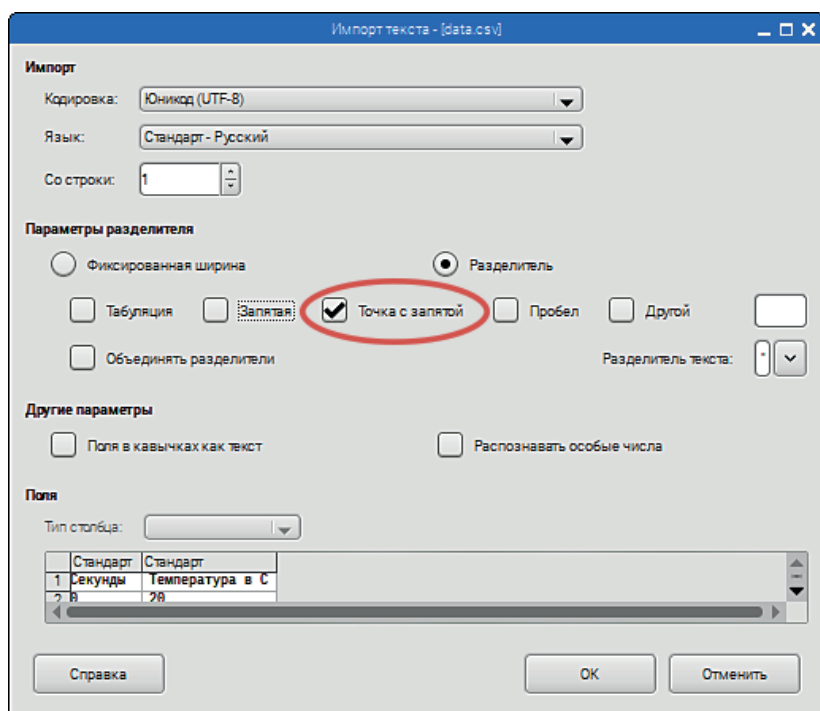 Импорт текста - [data.csv]
Импорт
Кодировка: Юникод (UTF-8)
Язык: Стандарт - Русский
Со строки: 1
Параметры разделителя
Фиксированная ширина Разделитель
Табуляция Запятая Точка с запятой Пробел Другой
Объединять разделители Разделитель текста: "
Другие параметры
Поля в кавычках как текст Распознавать особые числа
Поля
Тип столбца:
Стандарт Стандарт
1 Секунды Температура в С
2 0 20
Справка OK Отменить